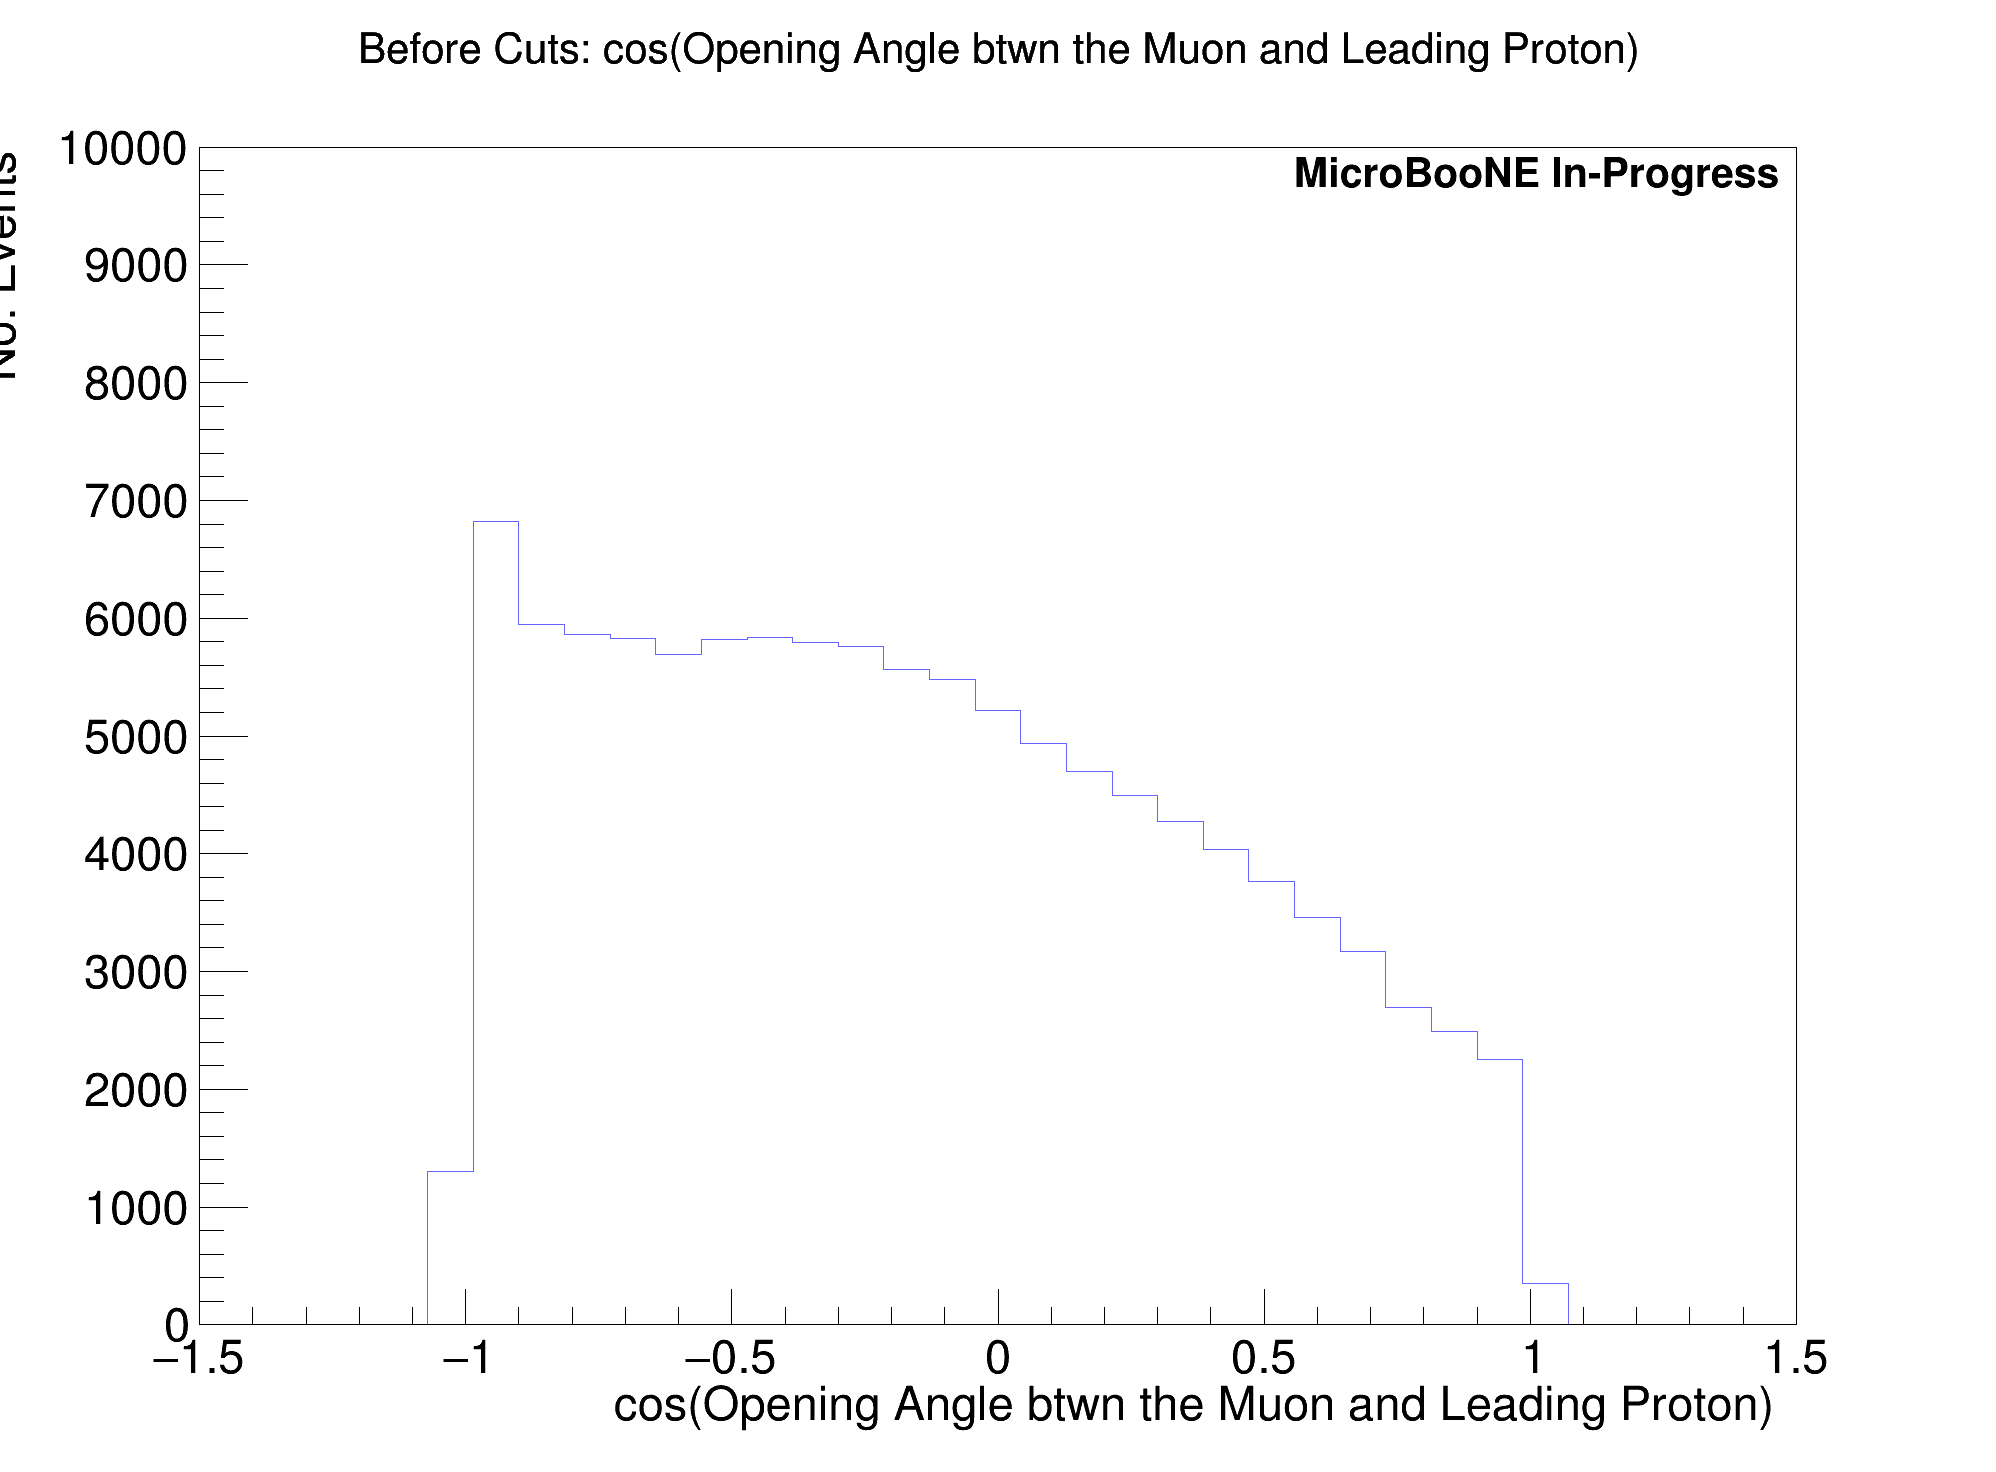 Before Cuts: cos(Opening Angle btwn the Muon and Leading Proton)
No. Events
MicroBooNE In-Progress
10000
9000
8000
7000
6000
5000
4000
3000
2000
1000
0
−1.5 −1 −0.5 0 0.5 1 1.5
cos(Opening Angle btwn the Muon and Leading Proton)